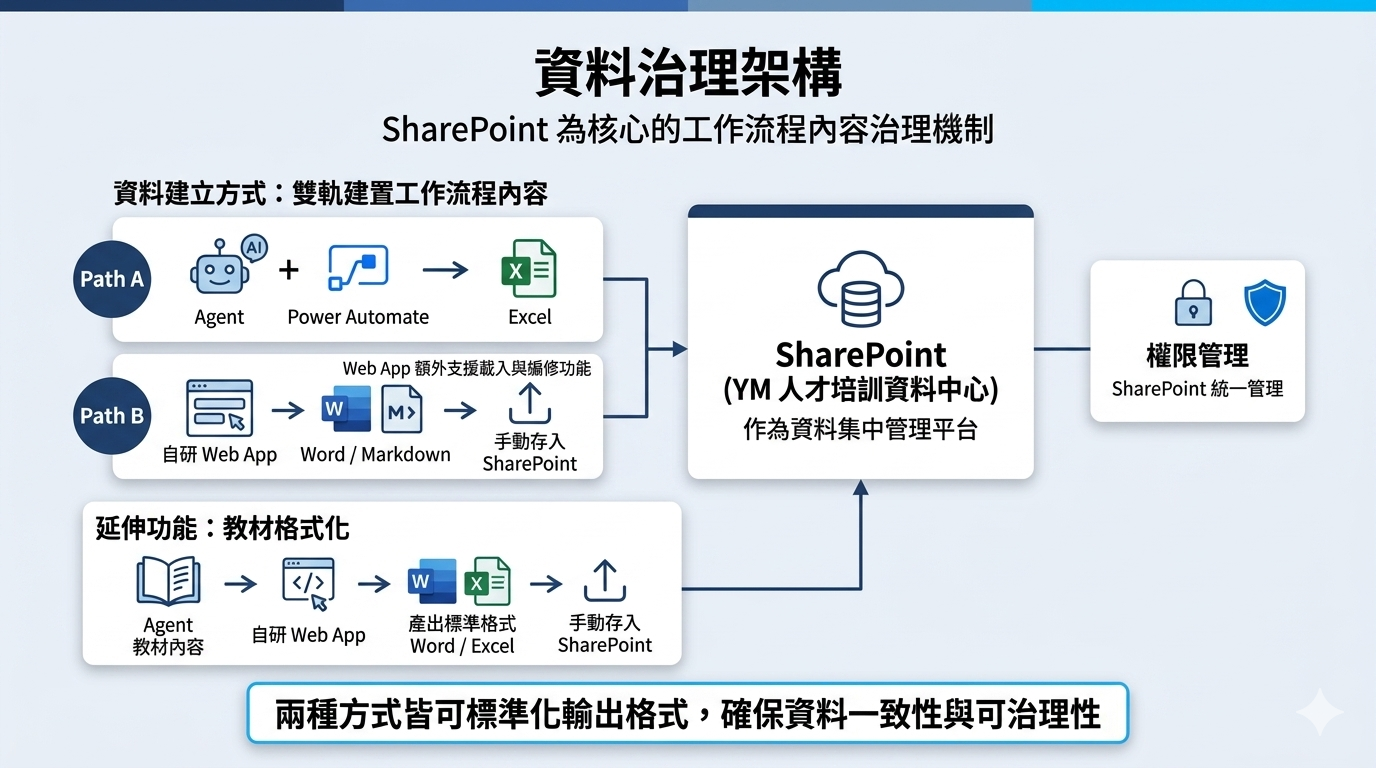 資料治理架構
SharePoint 為核心的工作流程內容治理機制
資料建立方式：雙軌建置工作流程內容
Path A
AI
+
X
Agent
Power Automate
Excel
Path B
Web App 額外支援載入與編修功能
W
M
自研 Web App
Word / Markdown
手動存入
SharePoint
延伸功能：教材格式化
</>
W
X
Agent
教材內容
自研 Web App
產出標準格式
Word / Excel
手動存入
SharePoint
SharePoint
(YM 人才培訓資料中心)
作為資料集中管理平台
權限管理
SharePoint 統一管理
兩種方式皆可標準化輸出格式，確保資料一致性與可治理性